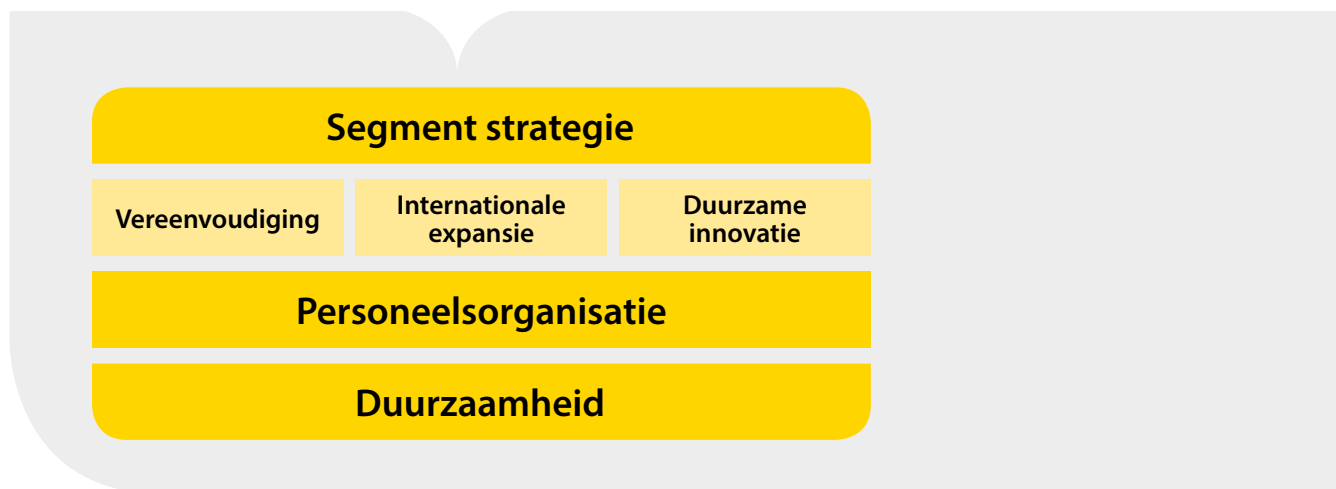 Segment strategie
Vereenvoudiging
Internationale
expansie
Duurzame
innovatie
Personeelsorganisatie
Duurzaamheid